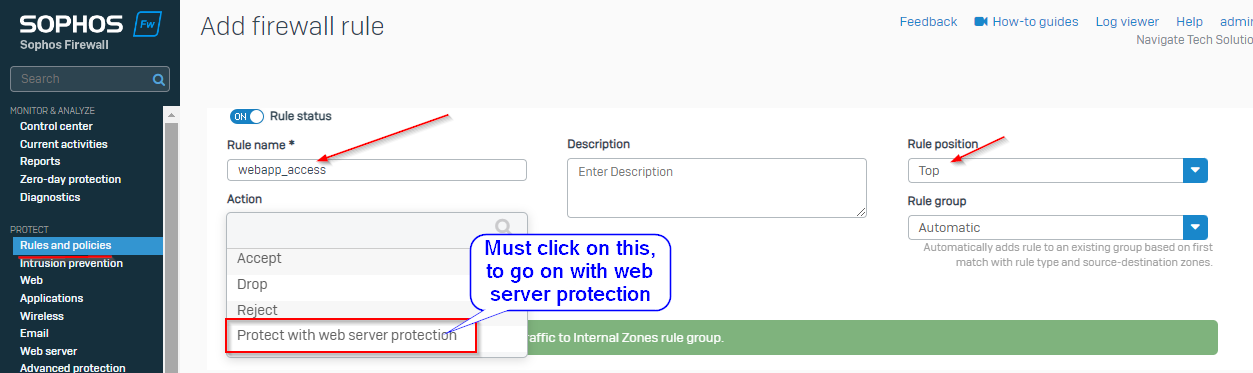 SOPHOS
Fw
Sophos Firewall
Search
MONITOR & ANALYZE
Control center
Current activities
Reports
Zero-day protection
Diagnostics
PROTECT
Rules and policies
Intrusion prevention
Web
Applications
Wireless
Email
Web server
Advanced protection
Add firewall rule
Feedback How-to guides Log viewer Help admin
Navigate Tech Solutio
ON Rule status
Rule name *
webapp_access
Description
Enter Description
Rule position
Top
Action
Accept
Drop
Reject
Protect with web server protection
Rule group
Automatic
Automatically adds rule to an existing group based on first
match with rule type and source-destination zones.
Must click on this,
to go on with web
server protection
raffic to Internal Zones rule group.